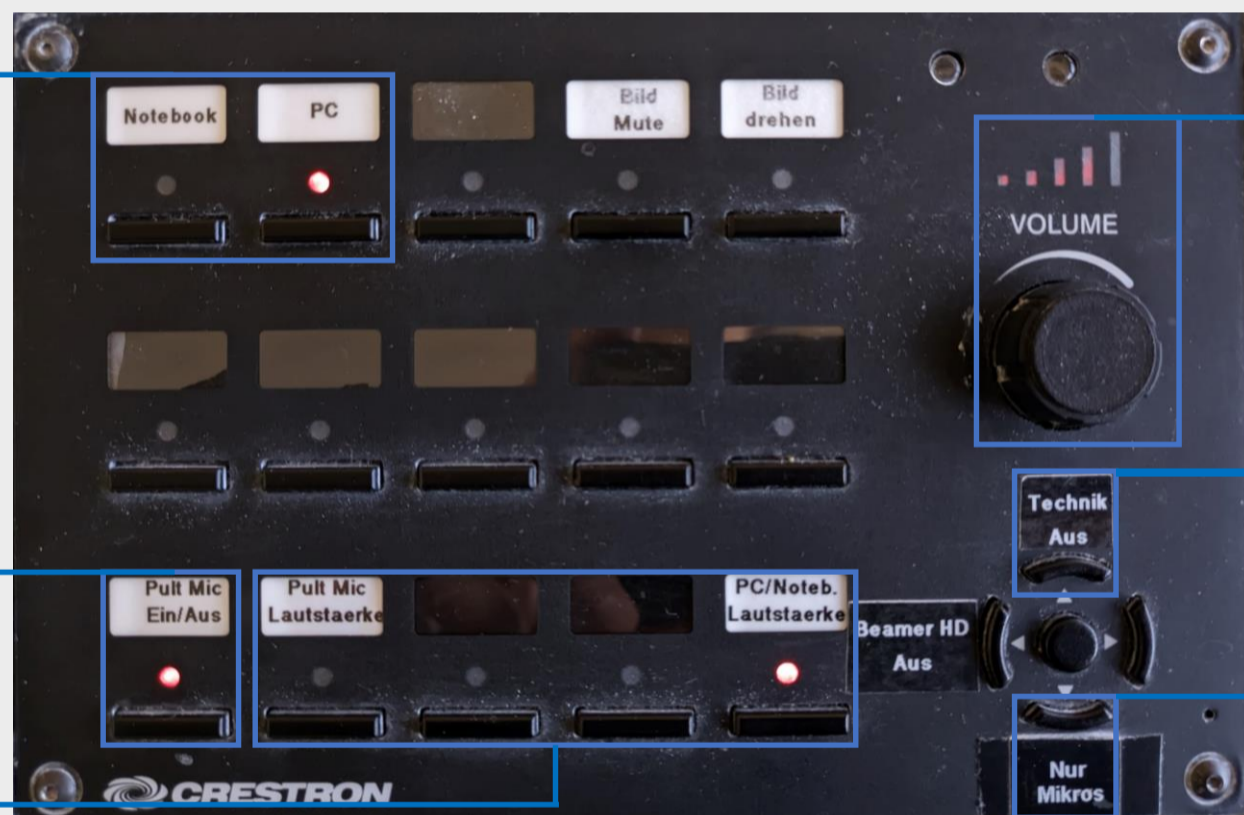 Notebook
PC
Bild
Mute
Bild
drehen
VOLUME
Technik
Aus
Pult Mic
Ein/Aus
Pult Mic
Lautstaerke
PC/Noteb.
Lautstaerke
Beamer HD
Aus
Nur
Mikros
CRESTRON